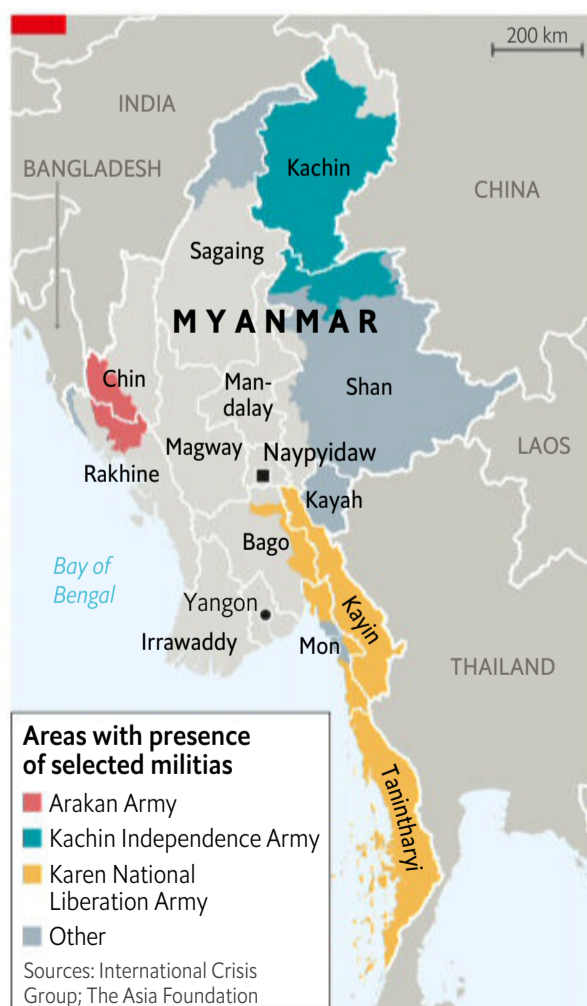 200 km
INDIA
BANGLADESH
Kachin
CHINA
Sagaing
MYANMAR
Chin
Man-
dalay
Shan
Magway
Naypyidaw
LAOS
Rakhine
Kayah
Bago
Bay of
Bengal
Yangon
Kayin
Irrawaddy
Mon
THAILAND
Tanintharyi
Areas with presence
of selected militias
Arakan Army
Kachin Independence Army
Karen National
Liberation Army
Other
Sources: International Crisis
Group; The Asia Foundation